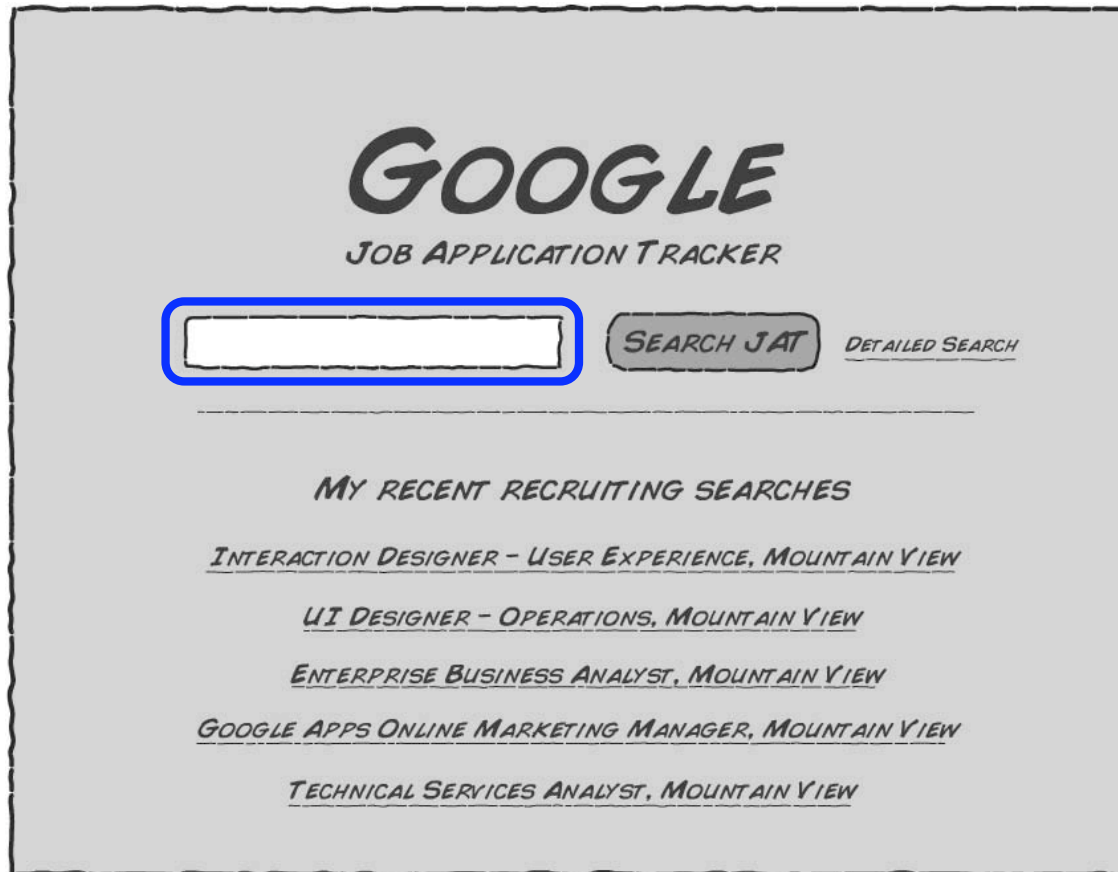 GOOGLE
JOB APPLICATION TRACKER
SEARCH JAT
DETAILED SEARCH
MY RECENT RECRUITING SEARCHES
INTERACTION DESIGNER - USER EXPERIENCE, MOUNTAIN VIEW
UI DESIGNER - OPERATIONS, MOUNTAIN VIEW
ENTERPRISE BUSINESS ANALYST, MOUNTAIN VIEW
GOOGLE APPS ONLINE MARKETING MANAGER, MOUNTAIN VIEW
TECHNICAL SERVICES ANALYST, MOUNTAIN VIEW